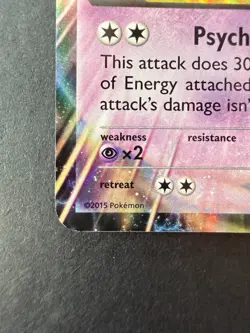 Psych
This attack does 30
of Energy attached
attack's damage isn'
weakness resistance
×2
retreat
©2015 Pokémon